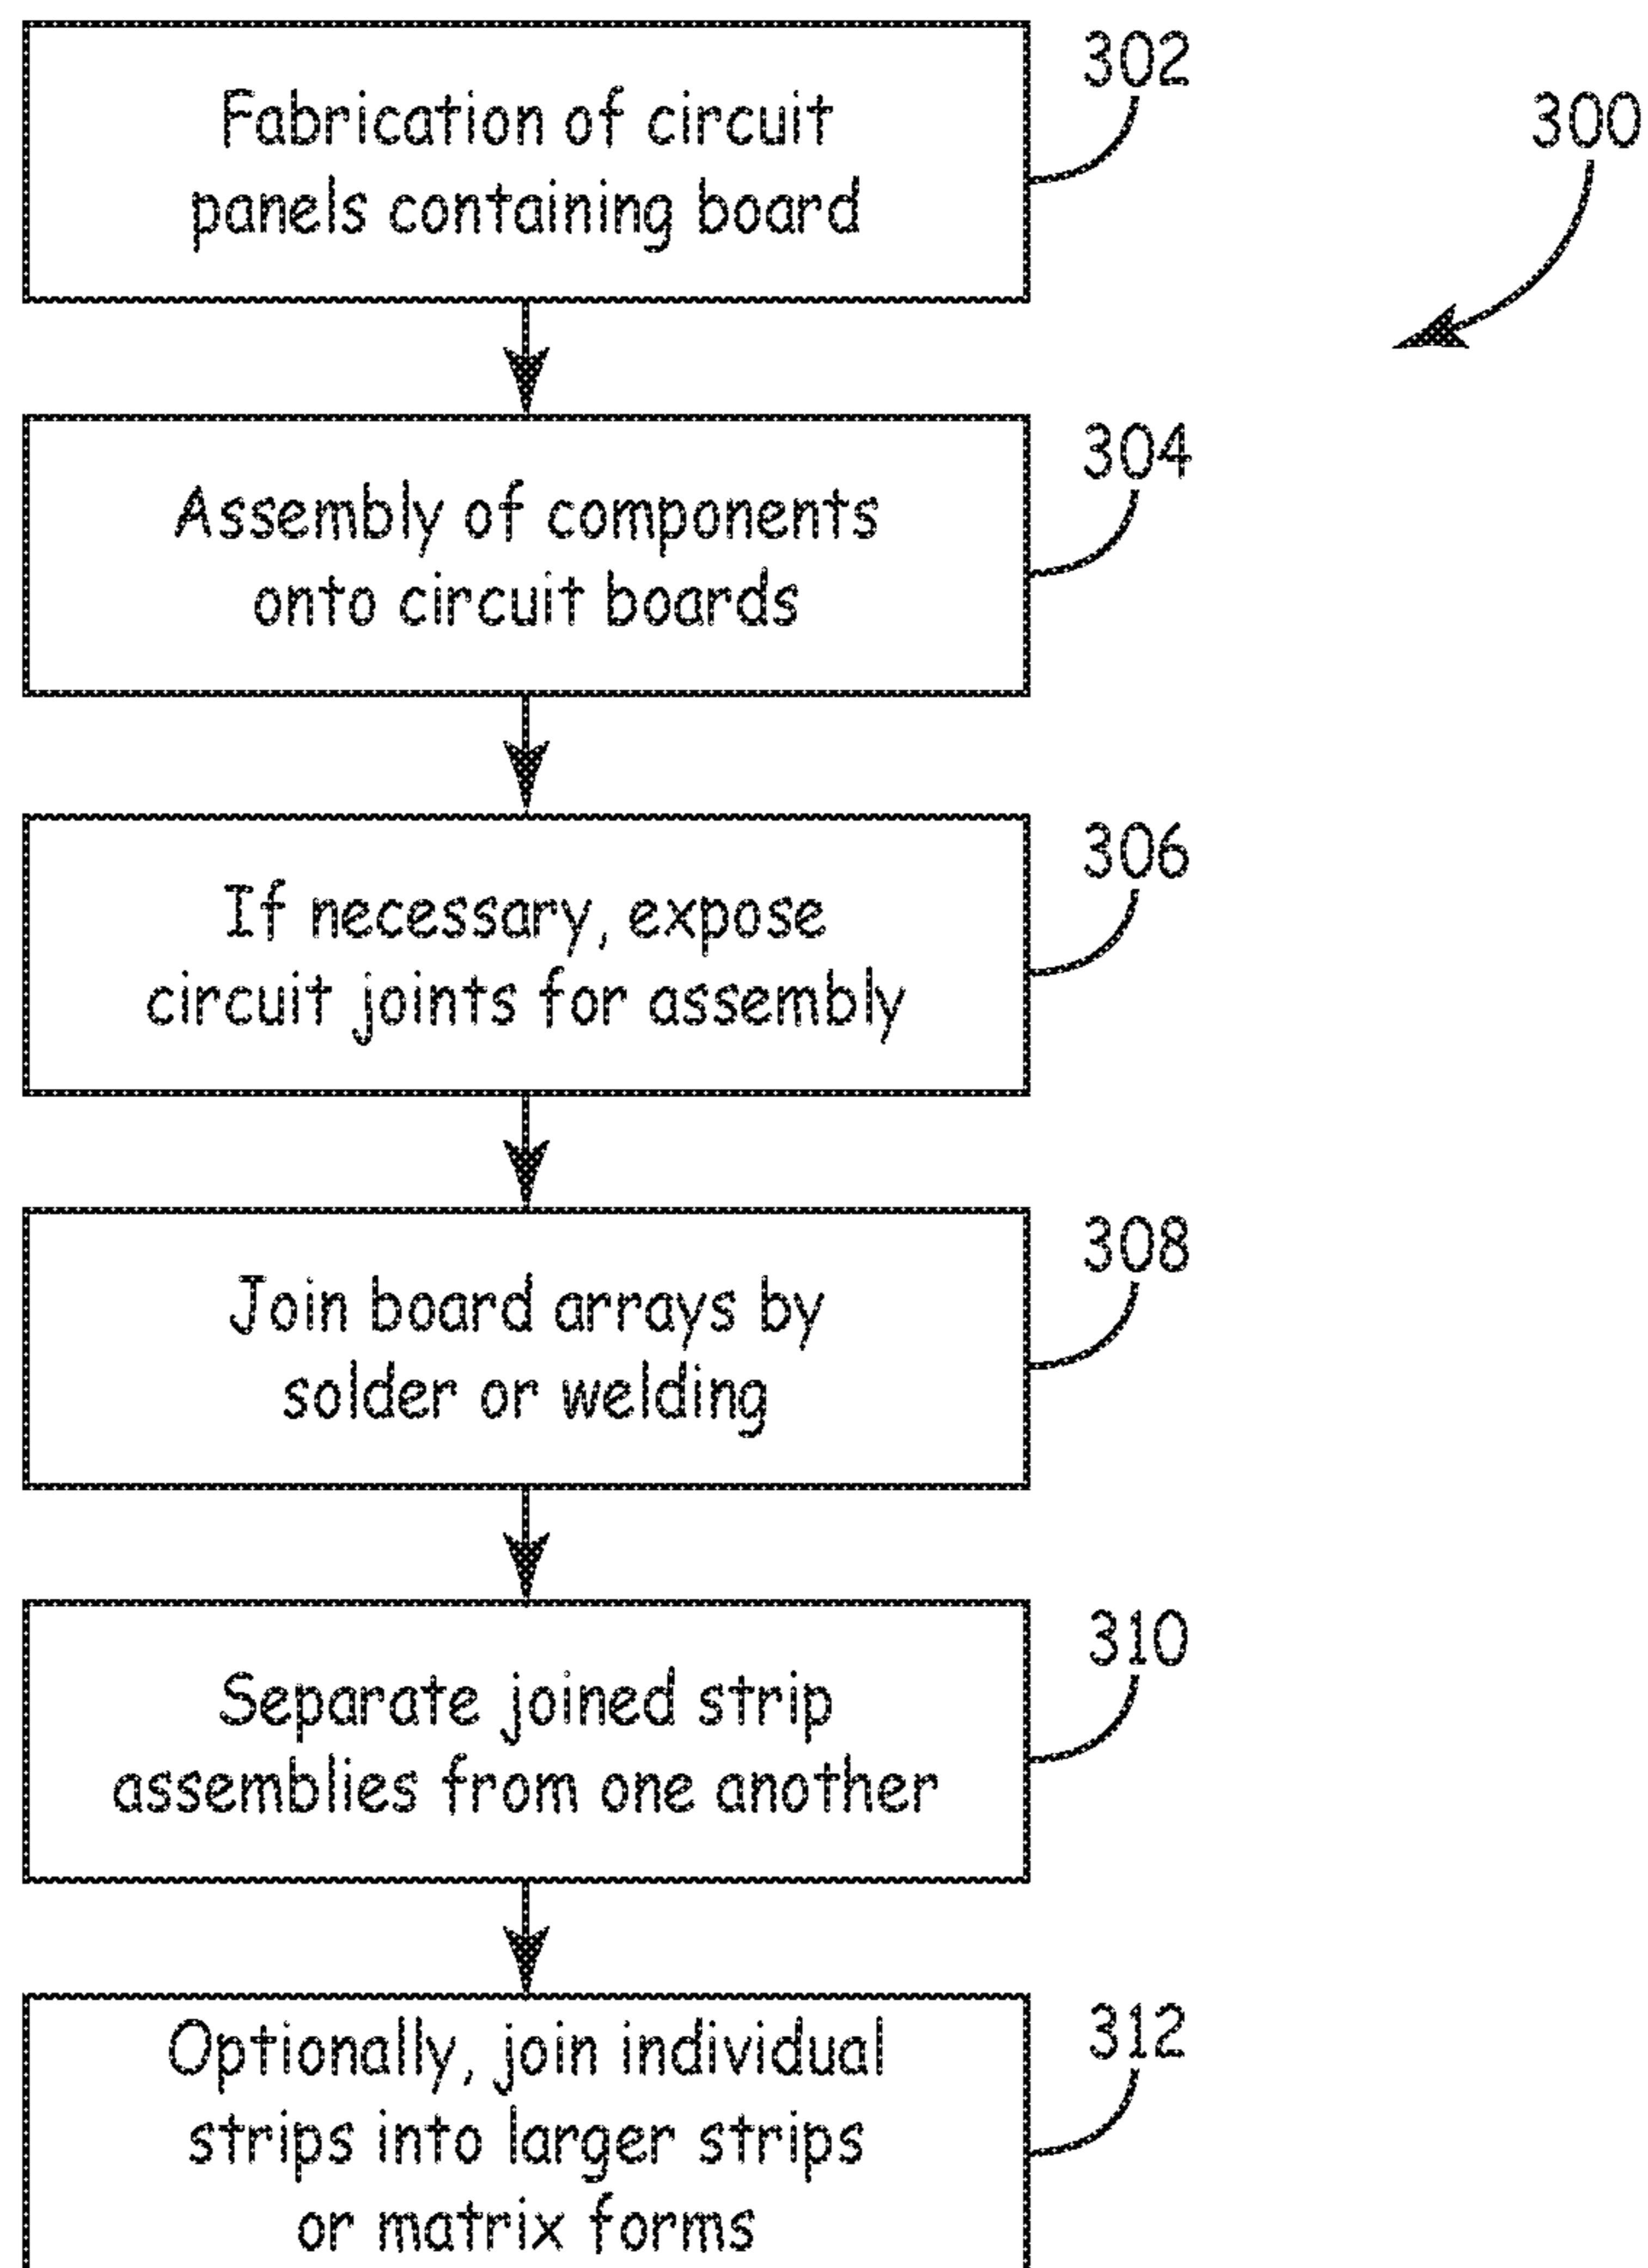 Fabrication of circuit
panels containing board
302
300
Assembly of components
onto circuit boards
304
If necessary, expose
circuit joints for assembly
306
Join board arrays by
solder or welding
308
Separate joined strip
assemblies from one another
310
Optionally, join individual
strips into larger strips
or matrix forms
312